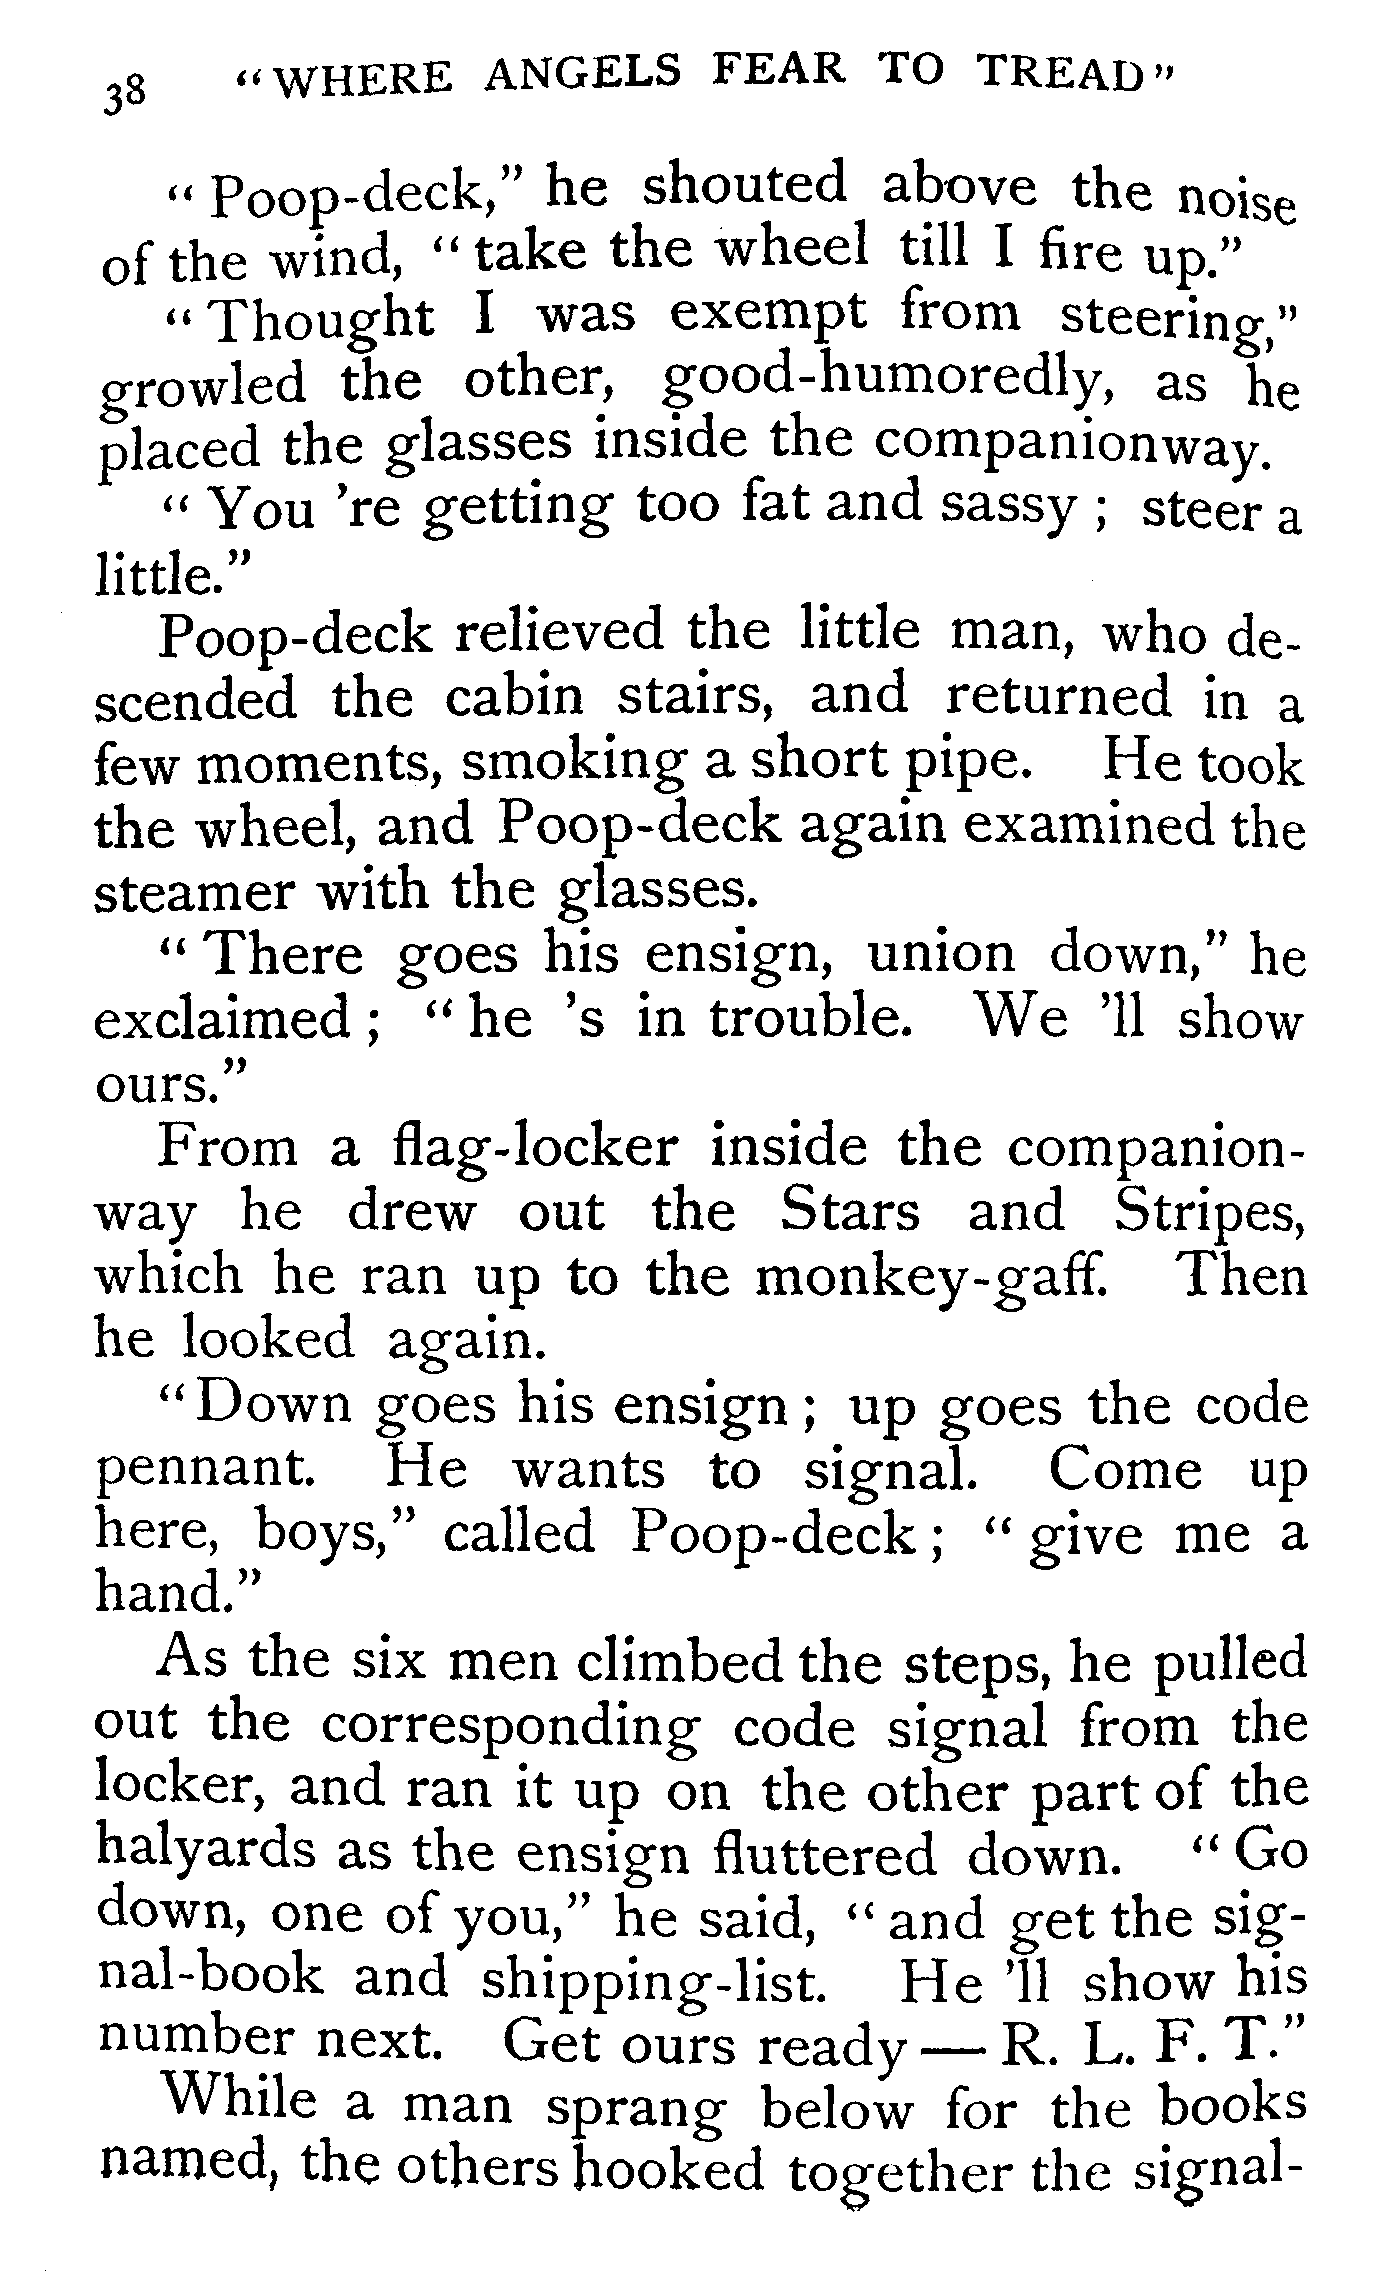 38 "WHERE ANGELS FEAR TO TREAD"
"Poop-deck," he shouted above the noise
of the wind, "take the wheel till I fire up."
"Thought I was exempt from steering,"
growled the other, good-humoredly, as he
placed the glasses inside the companionway.
"You 're getting too fat and sassy; steer a
little."
Poop-deck relieved the little man, who de-
scended the cabin stairs, and returned in a
few moments, smoking a short pipe. He took
the wheel, and Poop-deck again examined the
steamer with the glasses.
"There goes his ensign, union down," he
exclaimed; "he 's in trouble. We 'll show
ours."
From a flag-locker inside the companion-
way he drew out the Stars and Stripes,
which he ran up to the monkey-gaff. Then
he looked again.
"Down goes his ensign; up goes the code
pennant. He wants to signal. Come up
here, boys," called Poop-deck; "give me a
hand."
As the six men climbed the steps, he pulled
out the corresponding code signal from the
locker, and ran it up on the other part of the
halyards as the ensign fluttered down. "Go
down, one of you," he said, "and get the sig-
nal-book and shipping-list. He 'll show his
number next. Get ours ready—R. L. F. T."
While a man sprang below for the books
named, the others hooked together the signal-